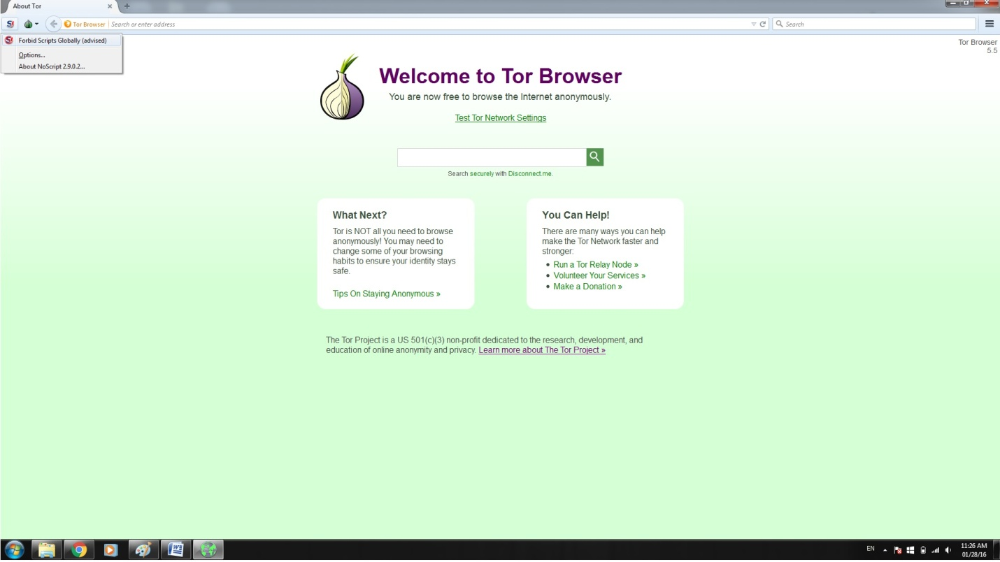 About Tor
Tor Browser
Search or enter address
Search
Forbid Scripts Globally (advised)
Options...
About NoScript 2.9.0.2...
Tor Browser
5.5
Welcome to Tor Browser
You are now free to browse the Internet anonymously.
Test Tor Network Settings
Search securely with Disconnect.me.
What Next?
Tor is NOT all you need to browse
anonymously! You may need to
change some of your browsing
habits to ensure your identity stays
safe.
Tips On Staying Anonymous »
You Can Help!
There are many ways you can help
make the Tor Network faster and
stronger:
Run a Tor Relay Node »
Volunteer Your Services »
Make a Donation »
The Tor Project is a US 501(c)(3) non-profit dedicated to the research, development, and
education of online anonymity and privacy. Learn more about The Tor Project »
EN
11:26 AM
01/28/16